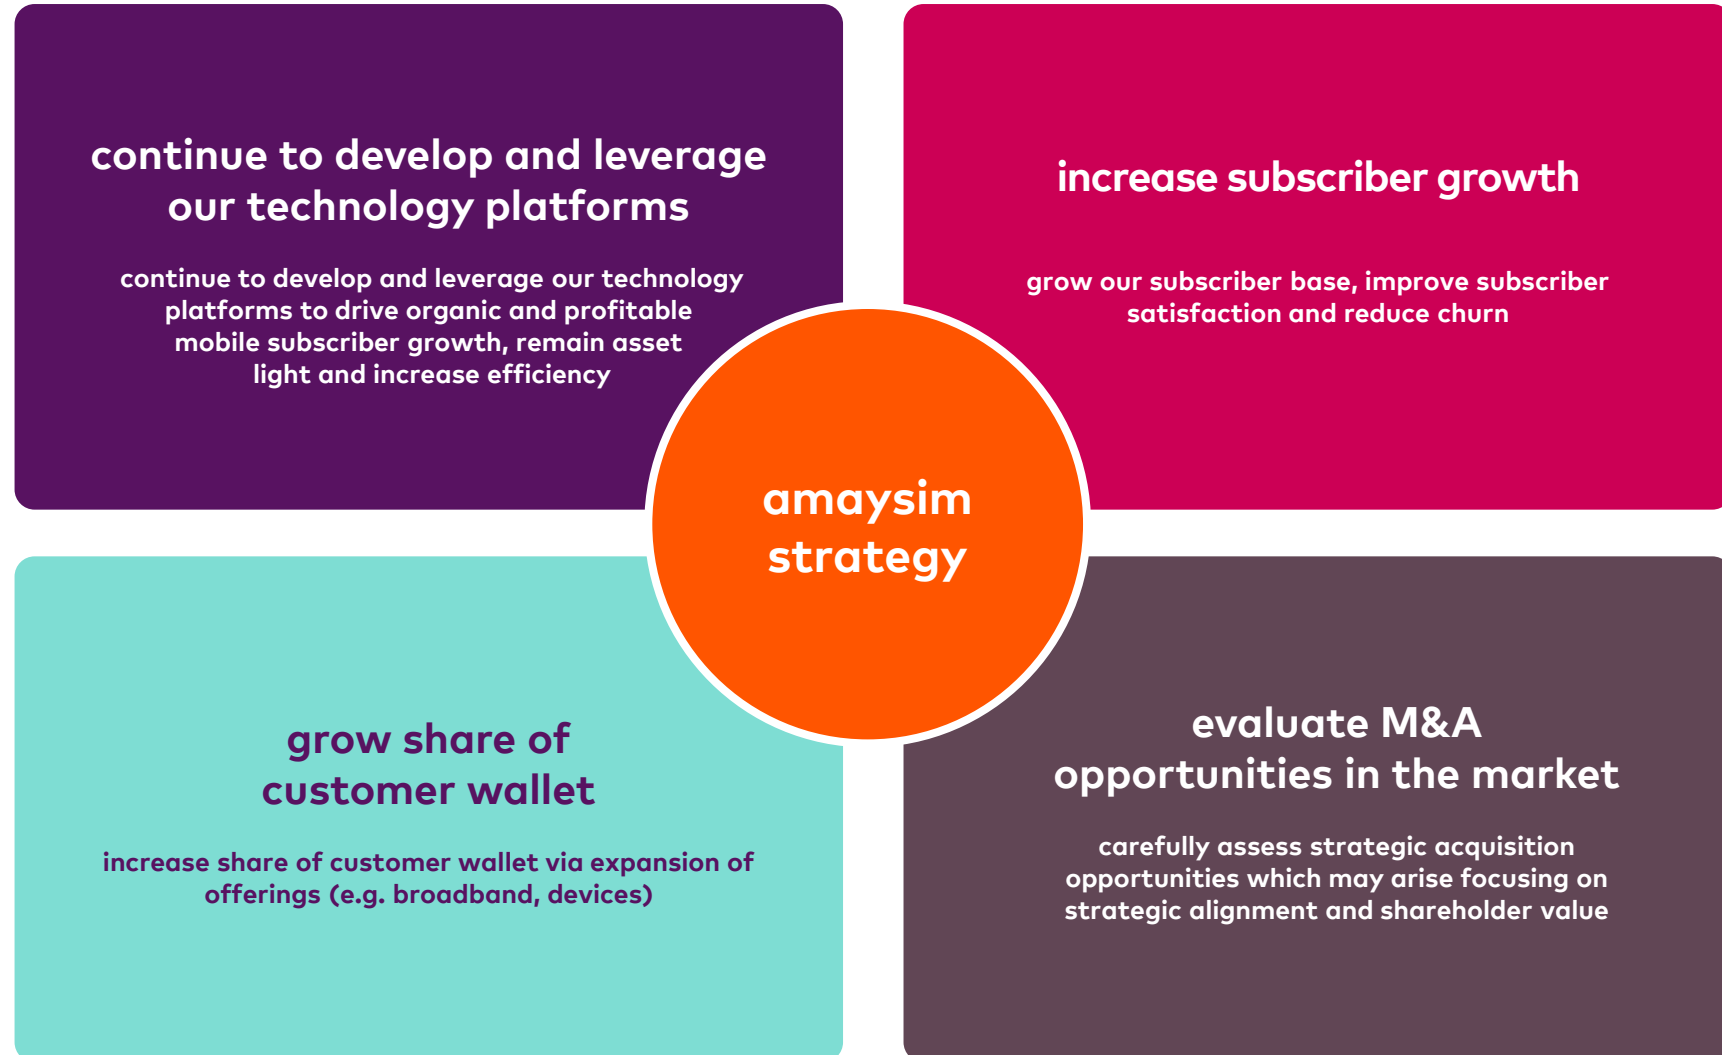 continue to develop and leverage
our technology platforms
continue to develop and leverage our technology
platforms to drive organic and profitable
mobile subscriber growth, remain asset
light and increase efficiency
increase subscriber growth
grow our subscriber base, improve subscriber
satisfaction and reduce churn
amaysim
strategy
grow share of
customer wallet
increase share of customer wallet via expansion of
offerings (e.g. broadband, devices)
evaluate M&A
opportunities in the market
carefully assess strategic acquisition
opportunities which may arise focusing on
strategic alignment and shareholder value